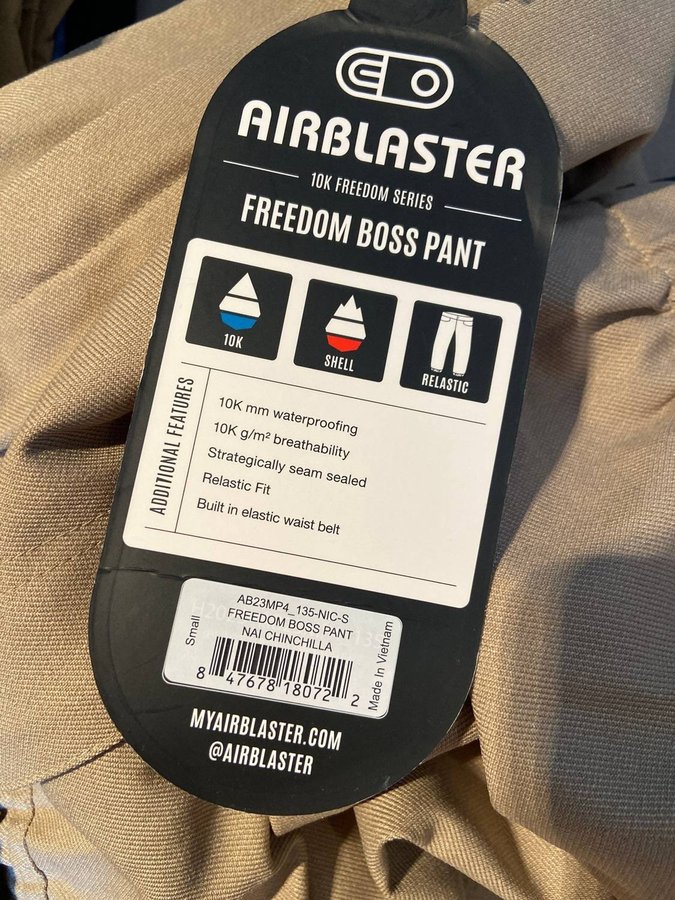 AIRBLASTER
10K FREEDOM SERIES
FREEDOM BOSS PANT
10K
SHELL
RELASTIC
ADDITIONAL FEATURES
10K mm waterproofing
10K g/m² breathability
Strategically seam sealed
Relastic Fit
Built in elastic waist belt
Small
AB23MP4_135-NIC-S
FREEDOM BOSS PANT
NAI CHINCHILLA
8 47678 18072 2
Made In Vietnam
MYAIRBLASTER.COM
@AIRBLASTER